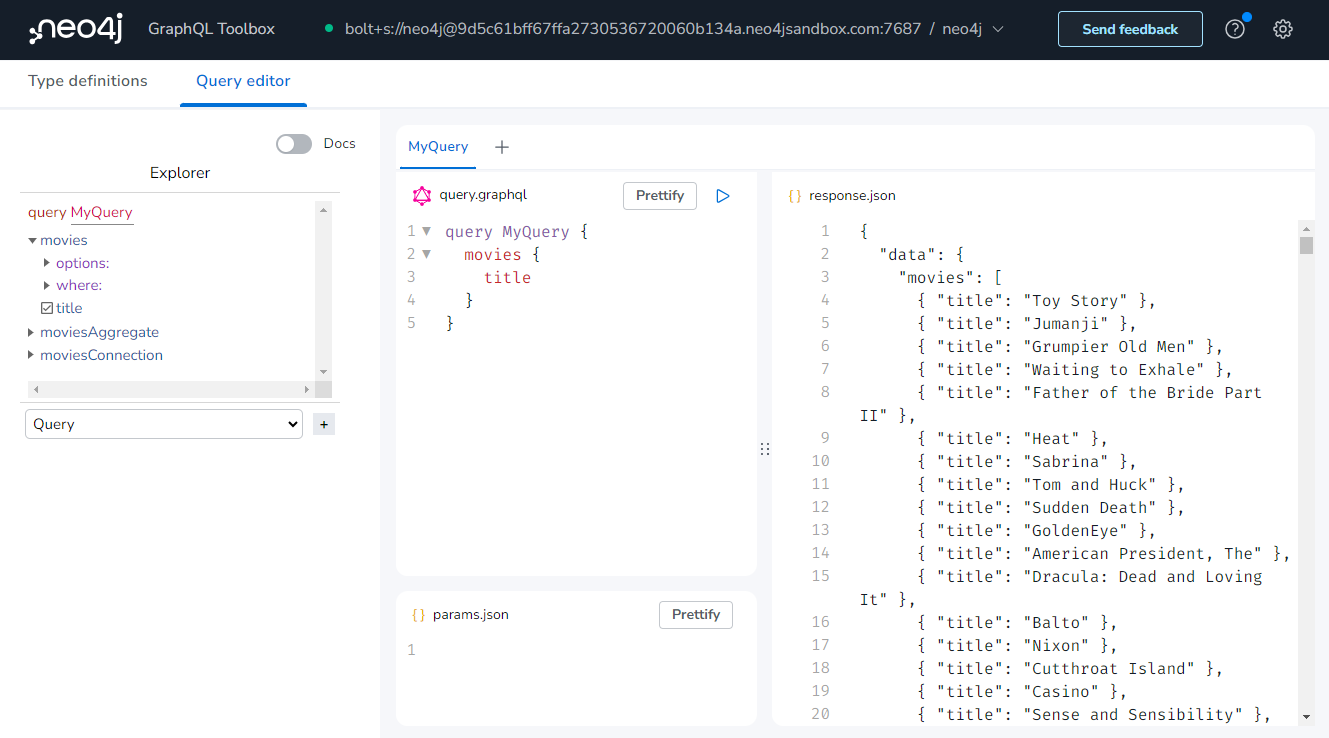 neo4j GraphQL Toolbox bolt+s://neo4j@9d5c61bff67ffa2730536720060b134a.neo4jsandbox.com:7687 / neo4j Send feedback ?
Type definitions Query editor
Docs
Explorer
query MyQuery
movies
options:
where:
title
moviesAggregate
moviesConnection
Query +
MyQuery +
query.graphql Prettify
1 query MyQuery {
2 movies {
3 title
4 }
5 }
{} params.json Prettify
1
{} response.json
1 {
2 "data": {
3 "movies": [
4 { "title": "Toy Story" },
5 { "title": "Jumanji" },
6 { "title": "Grumpier Old Men" },
7 { "title": "Waiting to Exhale" },
8 { "title": "Father of the Bride Part
II" },
9 { "title": "Heat" },
10 { "title": "Sabrina" },
11 { "title": "Tom and Huck" },
12 { "title": "Sudden Death" },
13 { "title": "GoldenEye" },
14 { "title": "American President, The" },
15 { "title": "Dracula: Dead and Loving
It" },
16 { "title": "Balto" },
17 { "title": "Nixon" },
18 { "title": "Cutthroat Island" },
19 { "title": "Casino" },
20 { "title": "Sense and Sensibility" },